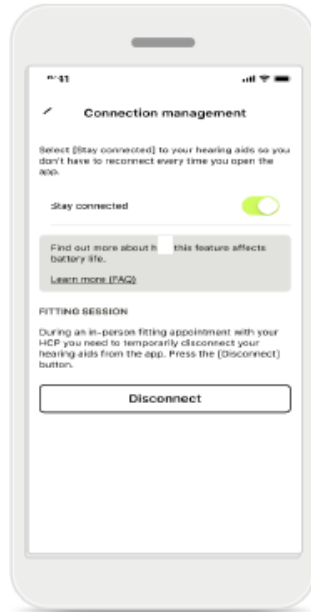 Connection management
Select [Stay connected] to your hearing aids so you
don't have to reconnect every time you open the
app.
Stay connected
Find out more about h this feature affects
battery life.
Learn more (FAQ)
FITTING SESSION
During an in-person fitting appointment with your
HCP you need to temporarily disconnect your
hearing aids from the app. Press the [Disconnect]
button.
Disconnect